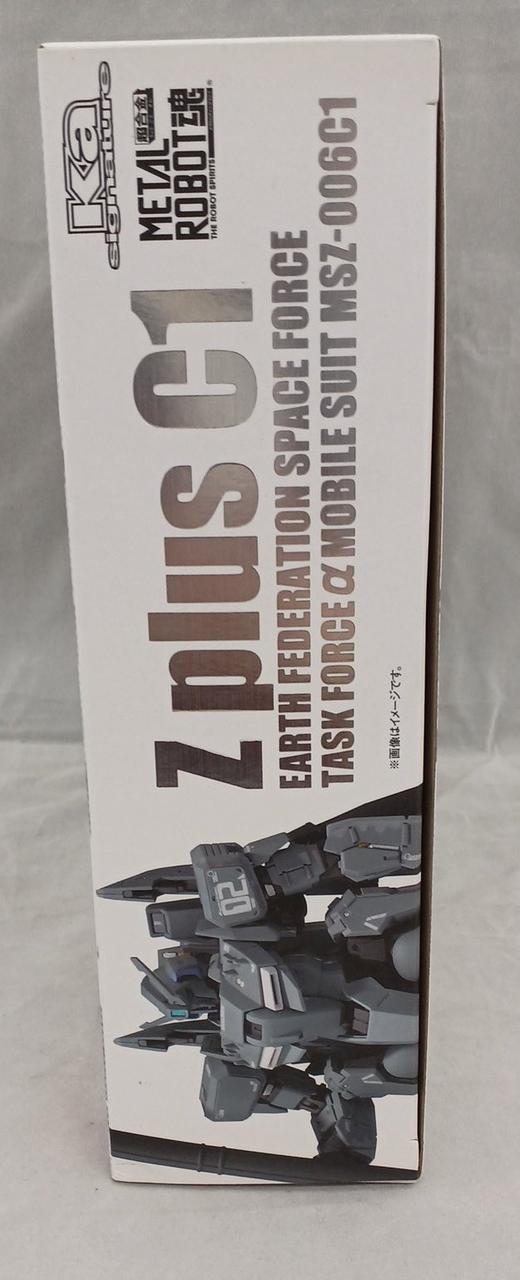 Ka
signature
超合金
METAL
ROBOT魂
THE ROBOT SPIRITS
Z plus C1
EARTH FEDERATION SPACE FORCE
TASK FORCE α MOBILE SUIT MSZ-006C1
※画像はイメージです。
02